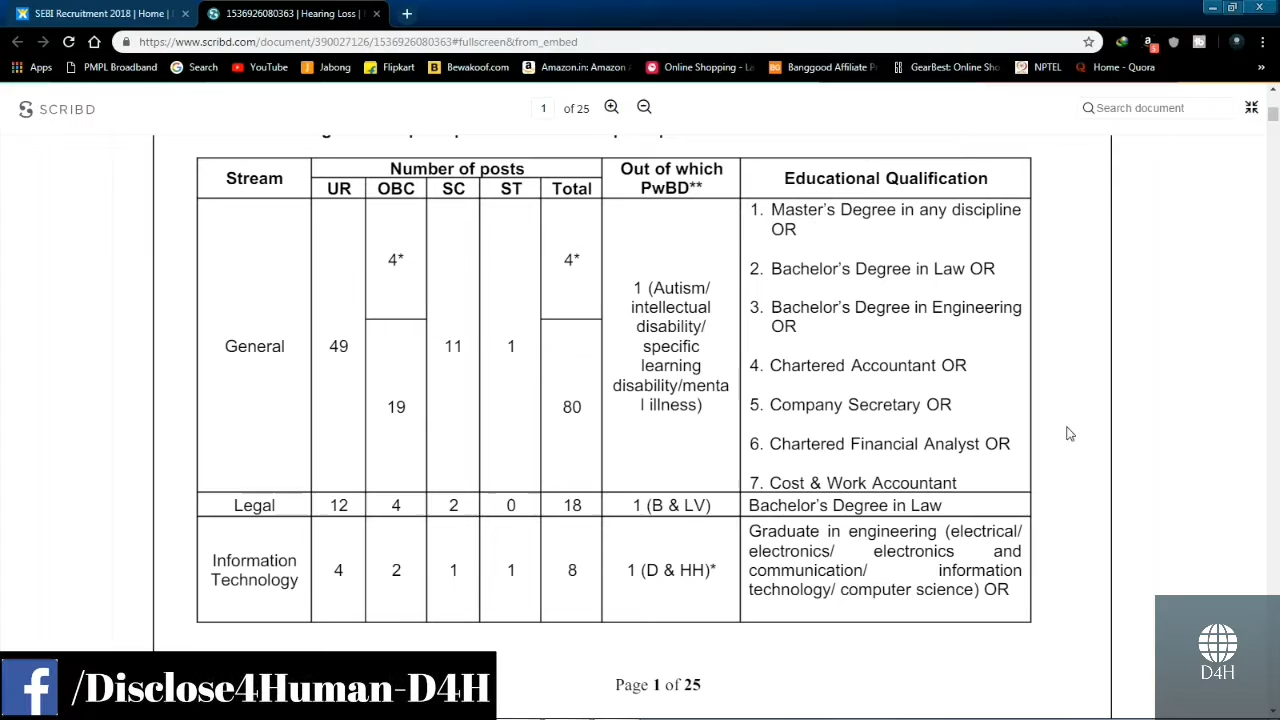 SEBI Recruitment 2018 | Home |
1536926080363 | Hearing Loss |
https://www.scribd.com/document/390027126/1536926080363#fullscreen&from_embed
Apps
PMPL Broadband
Search
YouTube
Jabong
Flipkart
Bewakoof.com
Amazon.in: Amazon
Online Shopping - La
Banggood Affiliate P
GearBest: Online Sho
NPTEL
Home - Quora
»
SCRIBD
1 of 25
Search document
Stream
Number of posts
UR OBC SC ST Total
Out of which
PwBD**
Educational Qualification
General
49
4*
19
11
1
4*
80
1 (Autism/
intellectual
disability/
specific
learning
disability/menta
l illness)
1. Master's Degree in any discipline
OR
2. Bachelor's Degree in Law OR
3. Bachelor's Degree in Engineering
OR
4. Chartered Accountant OR
5. Company Secretary OR
6. Chartered Financial Analyst OR
7. Cost & Work Accountant
Legal 12 4 2 0 18 1 (B & LV) Bachelor's Degree in Law
Information
Technology
4 2 1 1 8 1 (D & HH)*
Graduate in engineering (electrical/
electronics/ electronics and
communication/ information
technology/ computer science) OR
Page 1 of 25
f /Disclose4Human-D4H
D4H